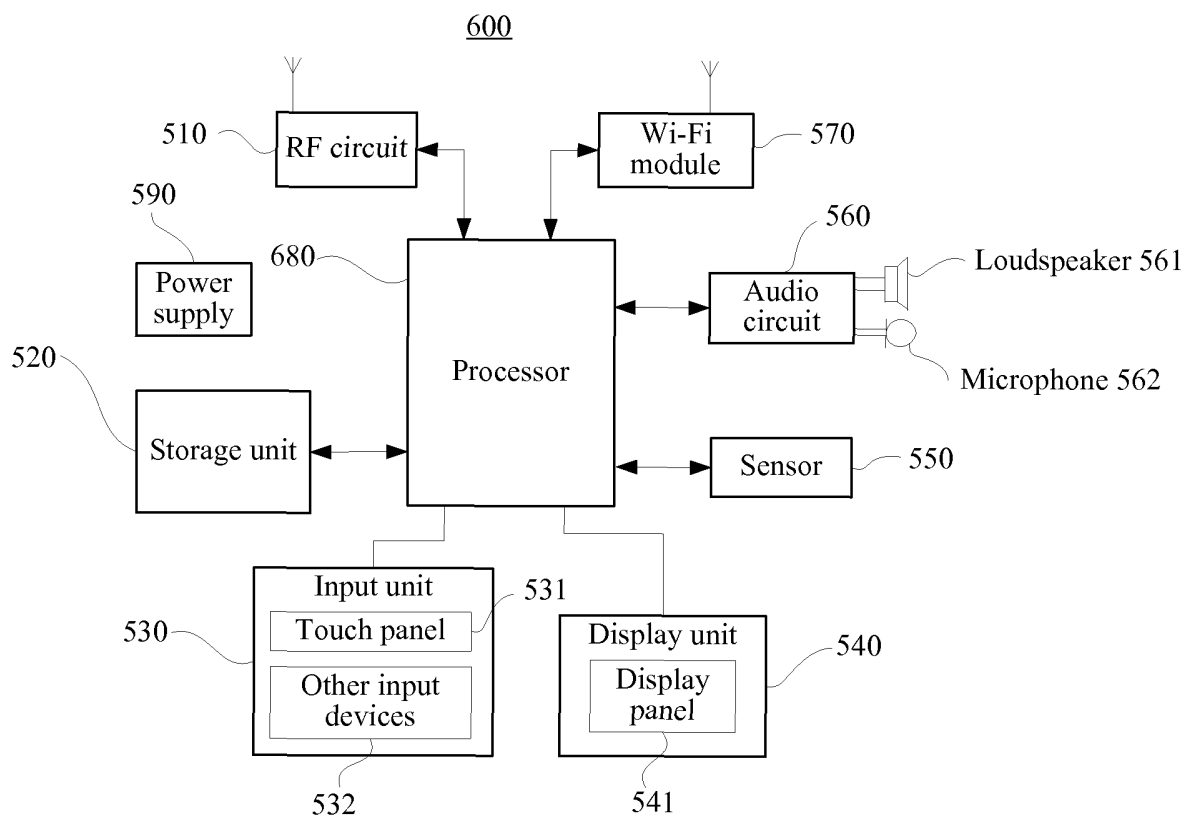 600
510
RF circuit
Wi-Fi
module
570
590
Power
supply
680
Processor
560
Audio
circuit
Loudspeaker 561
Microphone 562
520
Storage unit
Sensor
550
530
Input unit
531
Touch panel
Other input
devices
532
Display unit
540
Display
panel
541